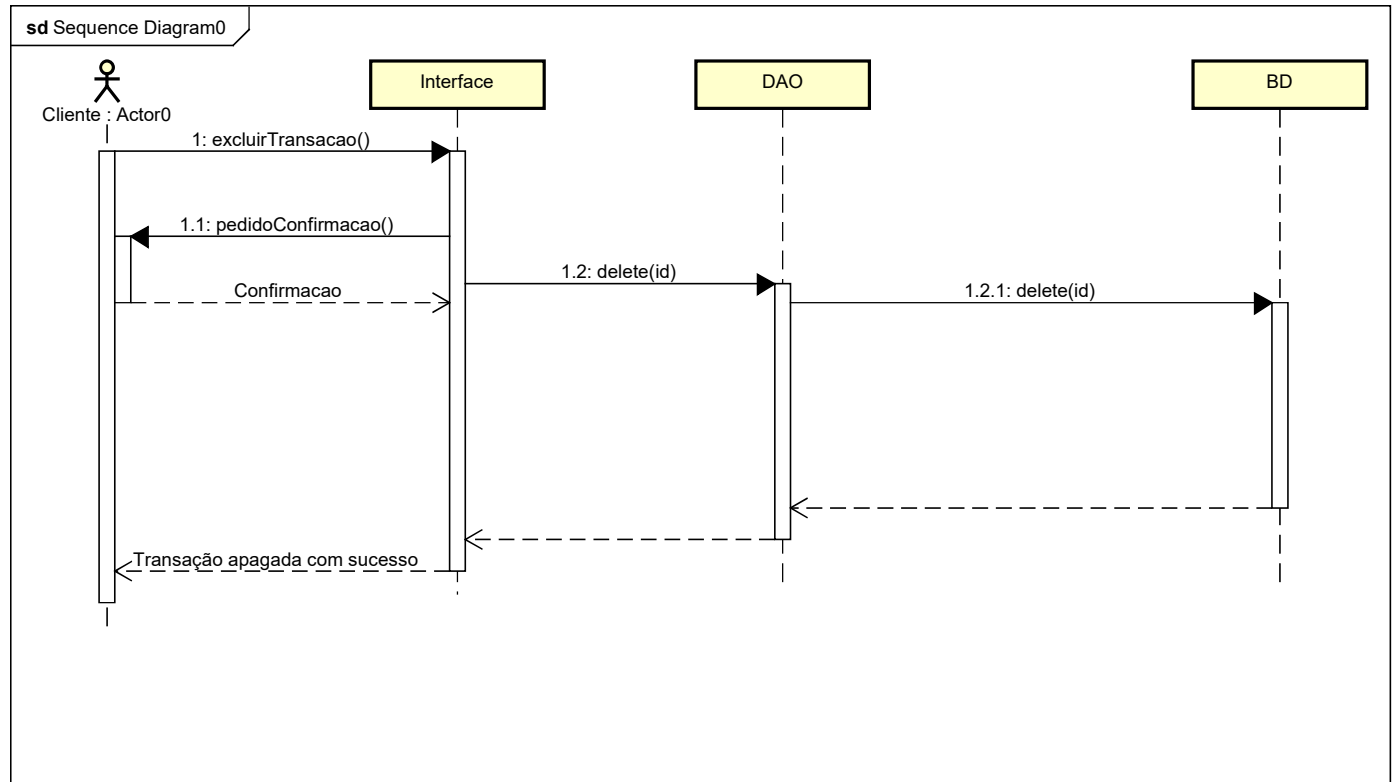 sd Sequence Diagram0
Cliente : Actor0
Interface
DAO
BD
1: excluirTransacao()
1.1: pedidoConfirmacao()
1.2: delete(id)
Confirmacao
1.2.1: delete(id)
Transação apagada com sucesso